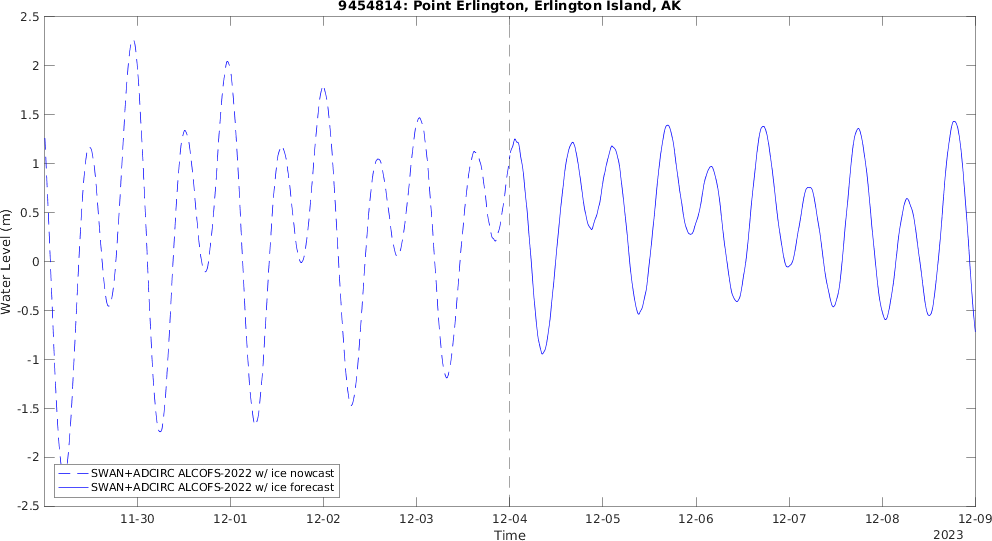 9454814: Point Erlington, Erlington Island, AK
2.5
2
1.5
1
0.5
0
-0.5
-1
-1.5
-2
-2.5
Water Level (m)
SWAN+ADCIRC ALCOFS-2022 w/ ice nowcast
SWAN+ADCIRC ALCOFS-2022 w/ ice forecast
11-30 12-01 12-02 12-03 12-04 12-05 12-06 12-07 12-08 12-09
Time
2023